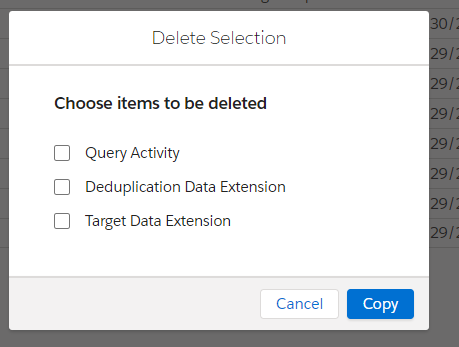 Delete Selection
30/
29/2
29/2
29/2
29/2
29/2
29/2
29/2
Choose items to be deleted
Query Activity
Deduplication Data Extension
Target Data Extension
Cancel
Copy